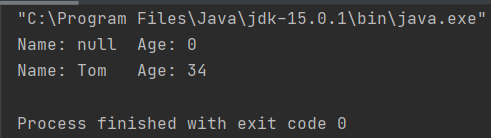 "C:\Program Files\Java\jdk-15.0.1\bin\java.exe"
Name: null  Age: 0
Name: Tom   Age: 34
Process finished with exit code 0